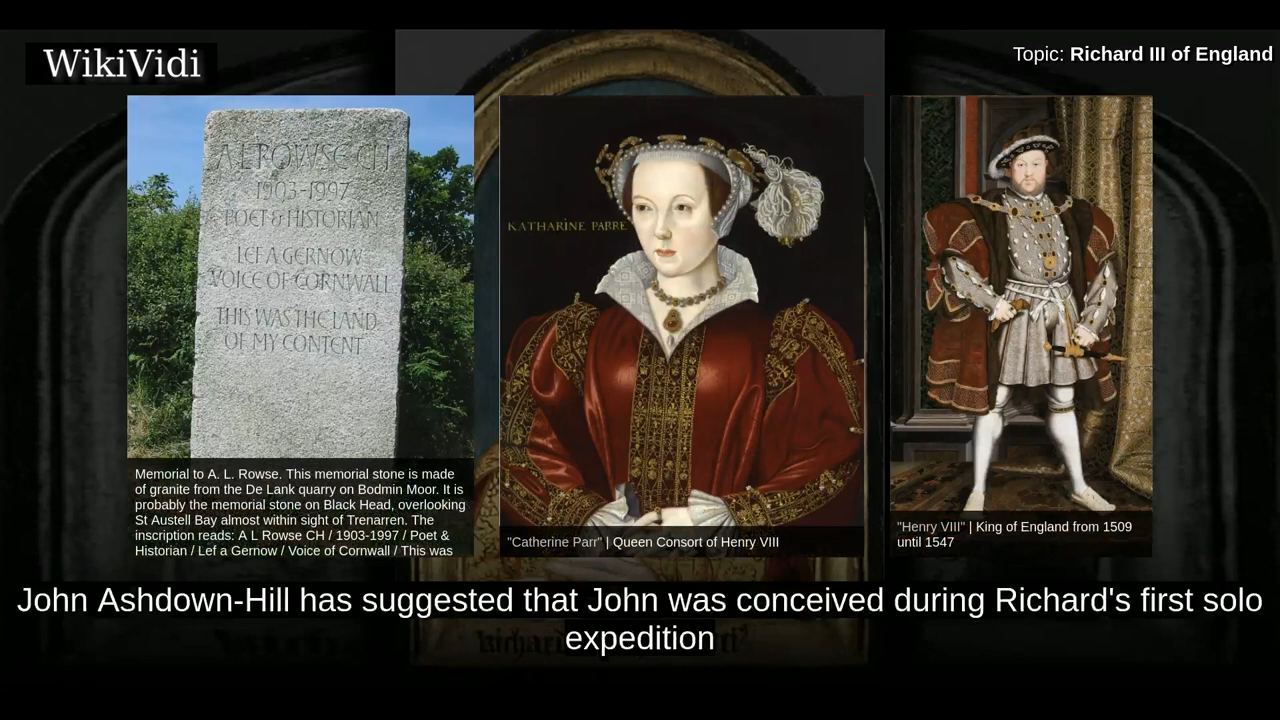 WikiVidi
Topic: Richard III of England
A L ROWSE CH
1903-1997
POET & HISTORIAN
LEF A GERNOW
VOICE OF CORNWALL
THIS WAS THE LAND
OF MY CONTENT
Memorial to A. L. Rowse. This memorial stone is made
of granite from the De Lank quarry on Bodmin Moor. It is
probably the memorial stone on Black Head, overlooking
St Austell Bay almost within sight of Trenarren. The
inscription reads: A L Rowse CH / 1903-1997 / Poet &
Historian / Lef a Gernow / Voice of Cornwall / This was
KATHARINE PARRE
"Catherine Parr" | Queen Consort of Henry VIII
"Henry VIII" | King of England from 1509
until 1547
John Ashdown-Hill has suggested that John was conceived during Richard's first solo
expedition